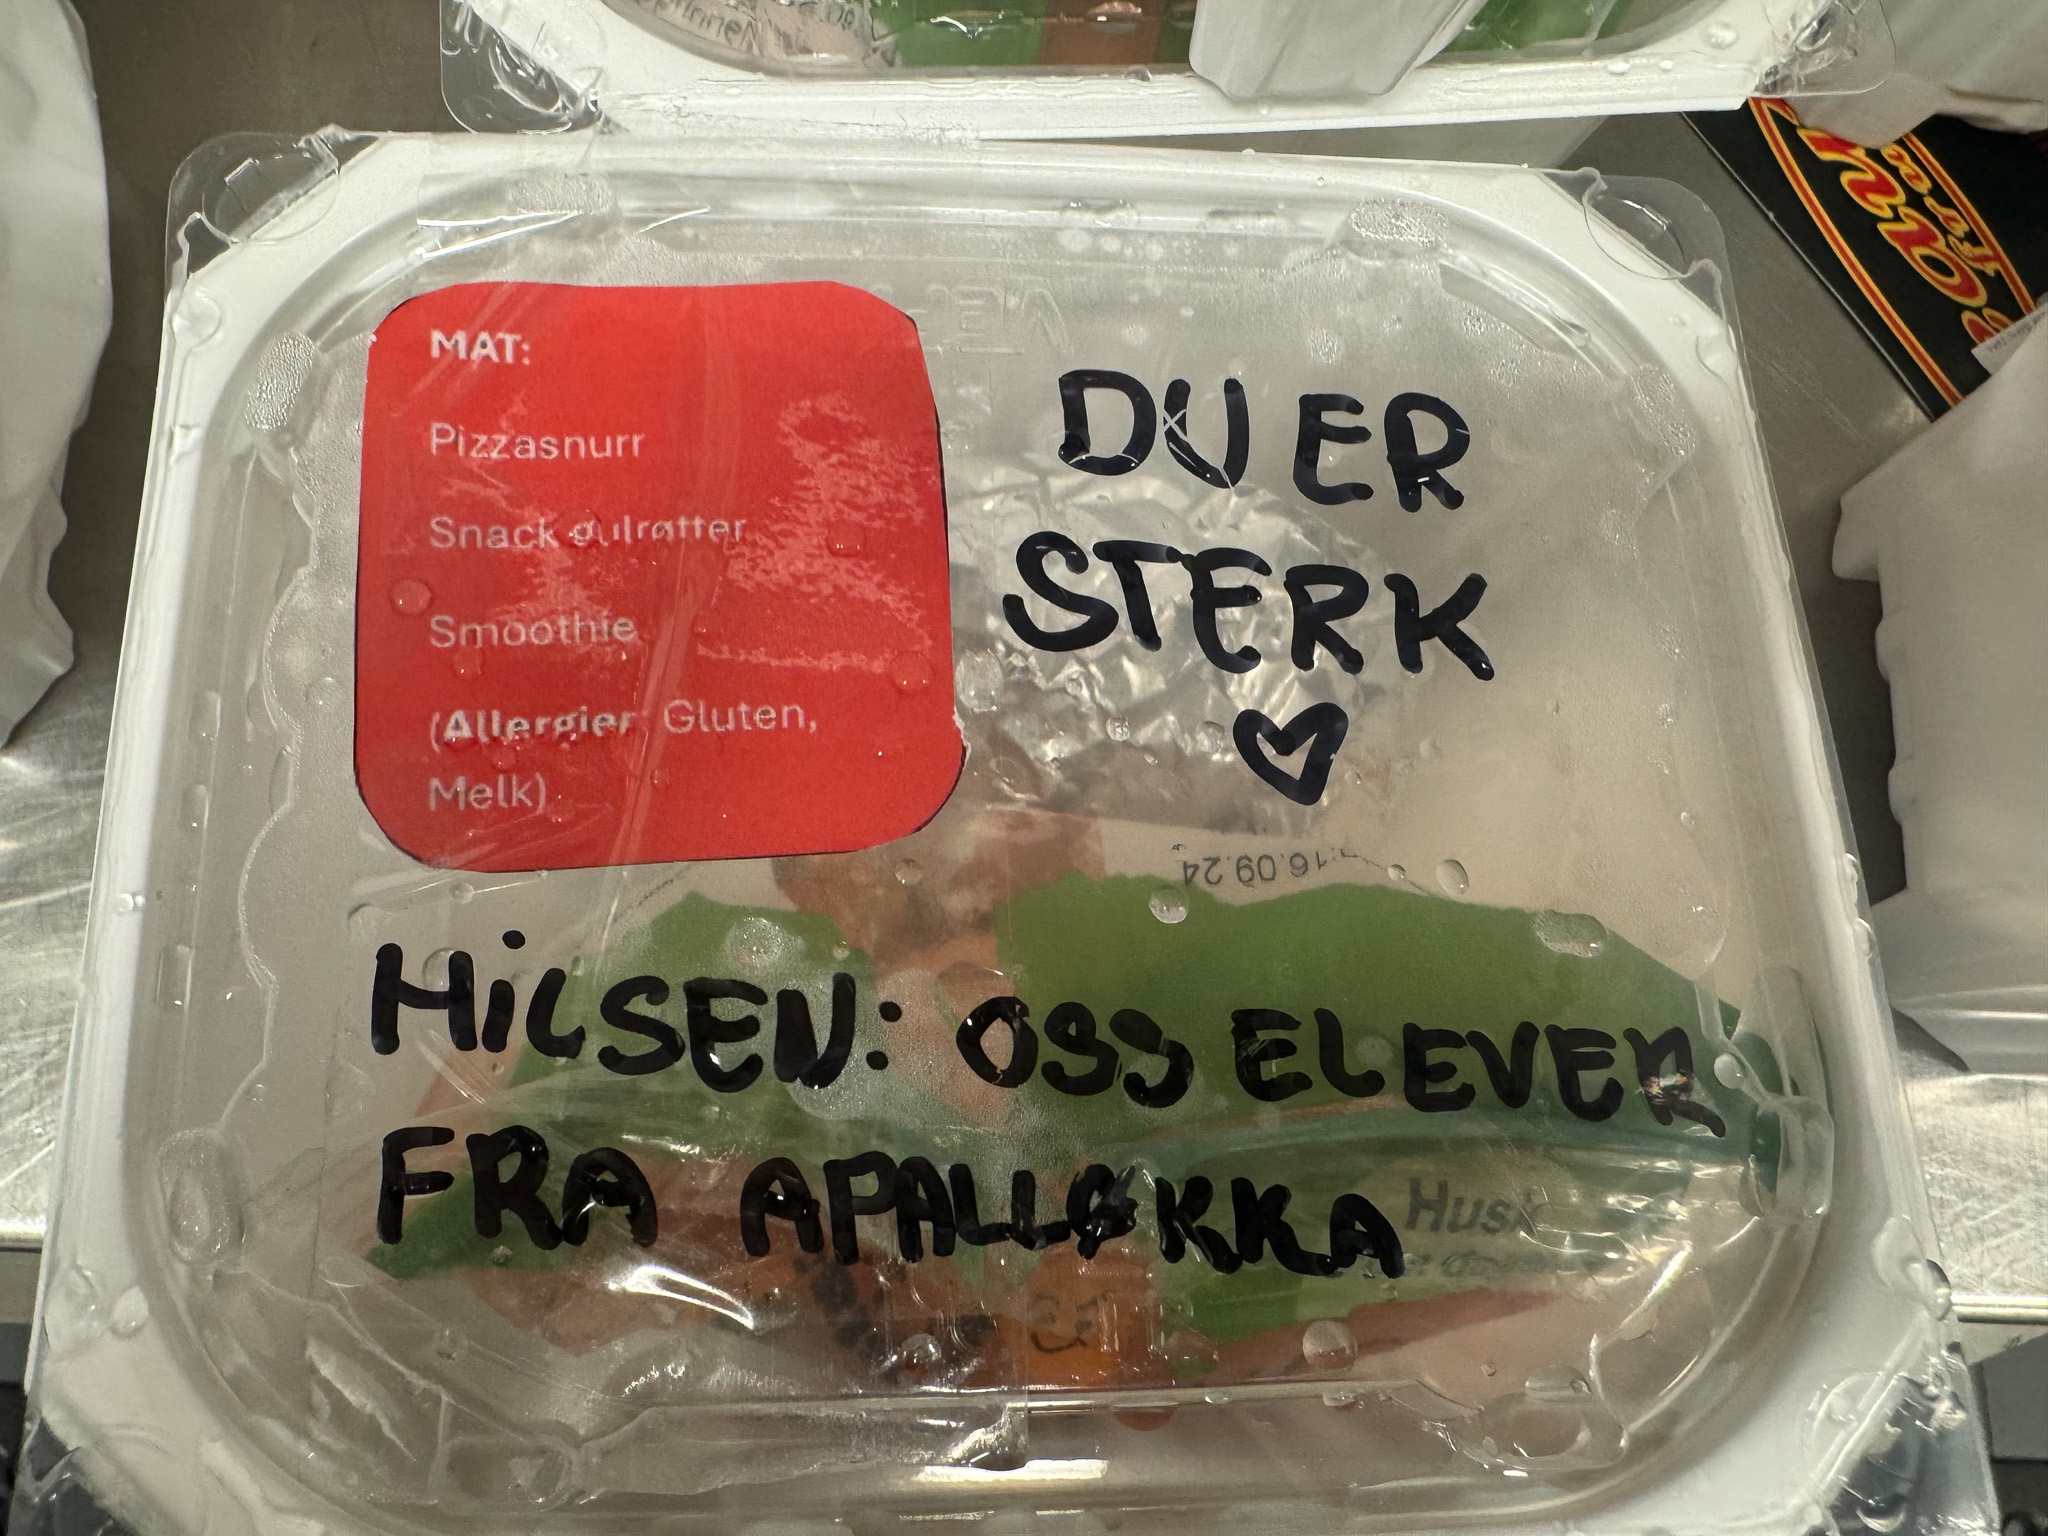 MAT:
Pizzasnurr
Snack gulrøtter
Smoothie
(Allergier: Gluten,
Melk)
DU ER
STERK
16.09.24
HiLSEN: OSS ELEVER
FRA APALLØKKA